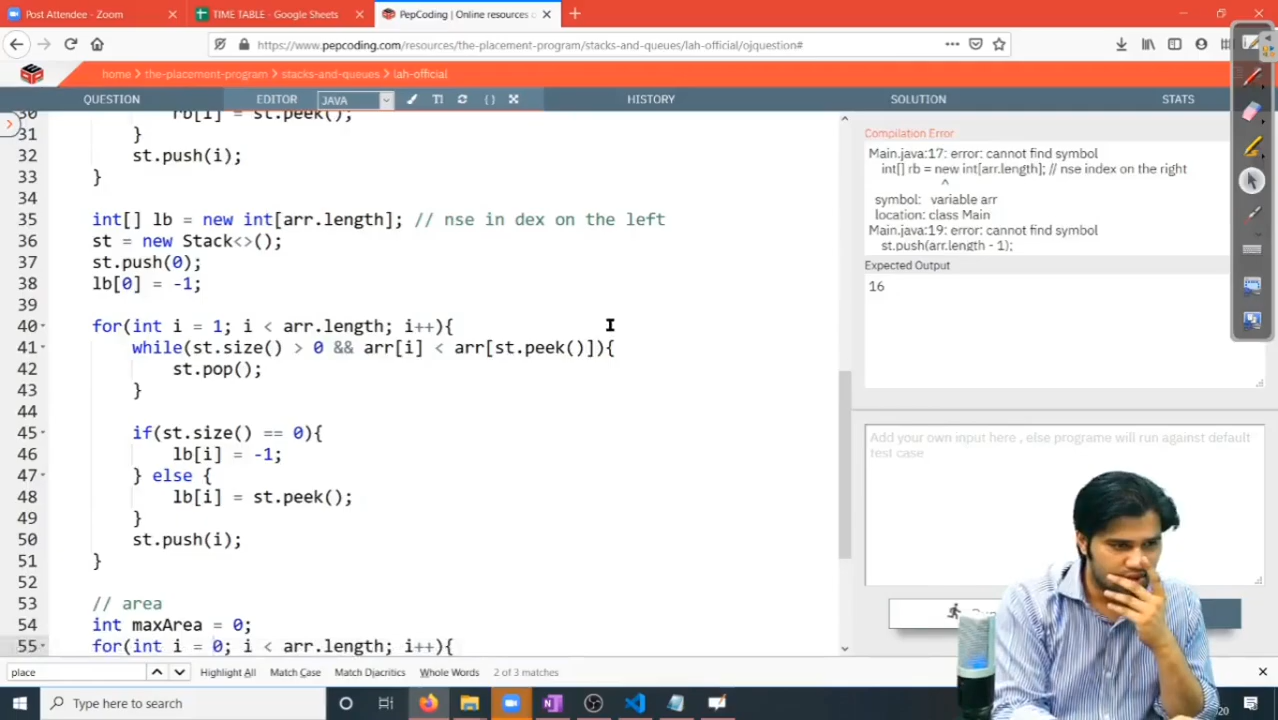 Post Attendee - Zoom
TIME TABLE - Google Sheets
PepCoding | Online resources
https://www.pepcoding.com/resources/the-placement-program/stacks-and-queues/lah-official/ojquestion#
home > the-placement-program > stacks-and-queues > lah-official
QUESTION EDITOR JAVA HISTORY SOLUTION STATS
30 rb[i] = st.peek();
31 }
32 st.push(i);
33 }
34
35 int[] lb = new int[arr.length]; // nse in dex on the left
36 st = new Stack<>();
37 st.push(0);
38 lb[0] = -1;
39
40 for(int i = 1; i < arr.length; i++){
41 while(st.size() > 0 && arr[i] < arr[st.peek()]){
42 st.pop();
43 }
44
45 if(st.size() == 0){
46 lb[i] = -1;
47 } else {
48 lb[i] = st.peek();
49 }
50 st.push(i);
51 }
52
53 // area
54 int maxArea = 0;
55 for(int i = 0; i < arr.length; i++){
Compilation Error
Main.java:17: error: cannot find symbol
int[] rb = new int[arr.length]; // nse index on the right
^
symbol: variable arr
location: class Main
Main.java:19: error: cannot find symbol
st.push(arr.length - 1);
Expected Output
16
Add your own input here , else programe will run against default
test case
place
Highlight All Match Case Match Diacritics Whole Words 2 of 3 matches
Type here to search
20